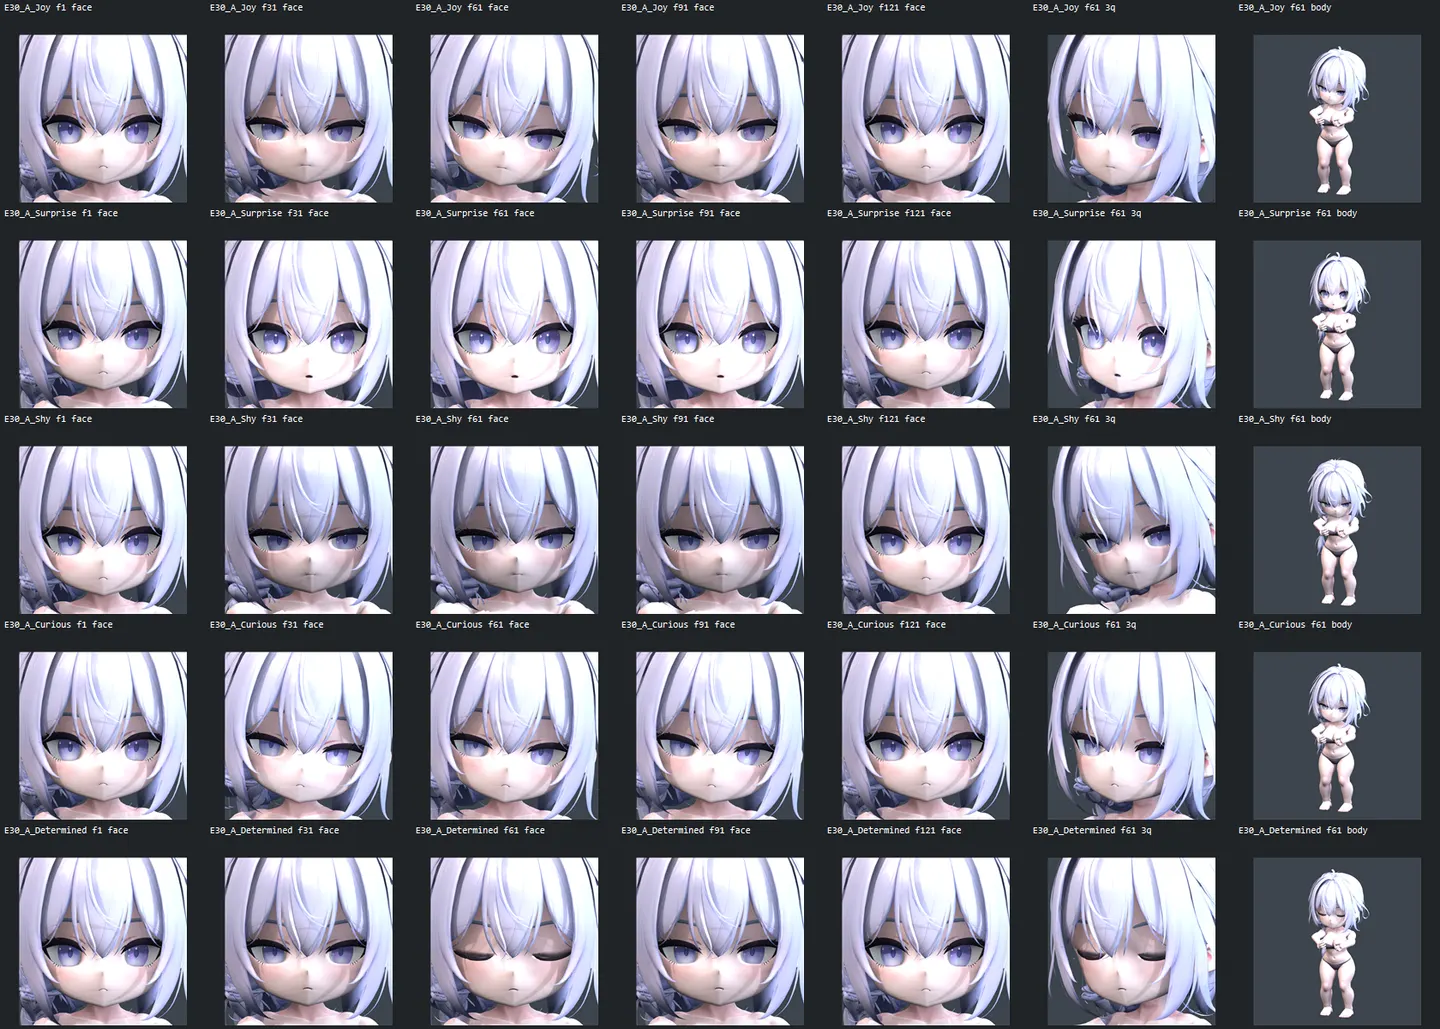 E30_A_Joy f1 face
E30_A_Joy f31 face
E30_A_Joy f61 face
E30_A_Joy f91 face
E30_A_Joy f121 face
E30_A_Joy f61 3q
E30_A_Joy f61 body
E30_A_Surprise f1 face
E30_A_Surprise f31 face
E30_A_Surprise f61 face
E30_A_Surprise f91 face
E30_A_Surprise f121 face
E30_A_Surprise f61 3q
E30_A_Surprise f61 body
E30_A_Shy f1 face
E30_A_Shy f31 face
E30_A_Shy f61 face
E30_A_Shy f91 face
E30_A_Shy f121 face
E30_A_Shy f61 3q
E30_A_Shy f61 body
E30_A_Curious f1 face
E30_A_Curious f31 face
E30_A_Curious f61 face
E30_A_Curious f91 face
E30_A_Curious f121 face
E30_A_Curious f61 3q
E30_A_Curious f61 body
E30_A_Determined f1 face
E30_A_Determined f31 face
E30_A_Determined f61 face
E30_A_Determined f91 face
E30_A_Determined f121 face
E30_A_Determined f61 3q
E30_A_Determined f61 body